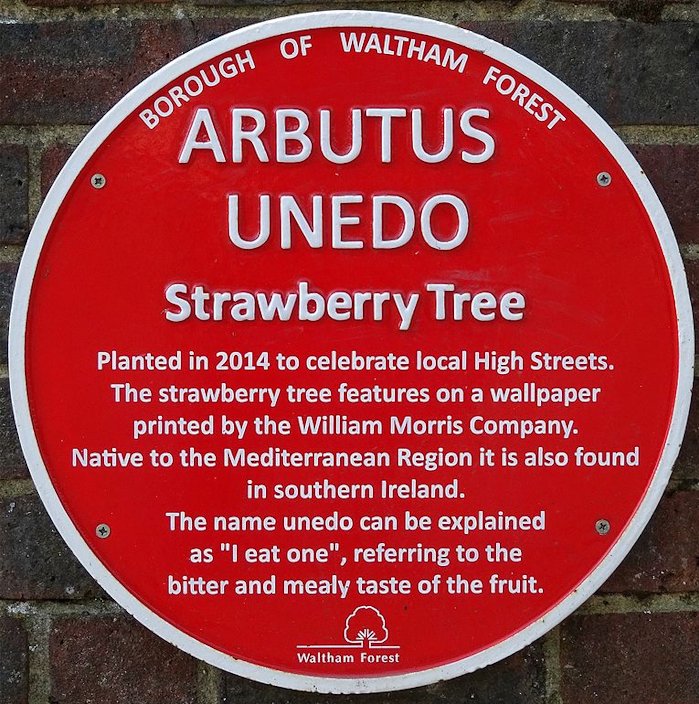 BOROUGH OF WALTHAM FOREST
ARBUTUS
UNEDO
Strawberry Tree
Planted in 2014 to celebrate local High Streets.
The strawberry tree features on a wallpaper
printed by the William Morris Company.
Native to the Mediterranean Region it is also found
in southern Ireland.
The name unedo can be explained
as "I eat one", referring to the
bitter and mealy taste of the fruit.
Waltham Forest